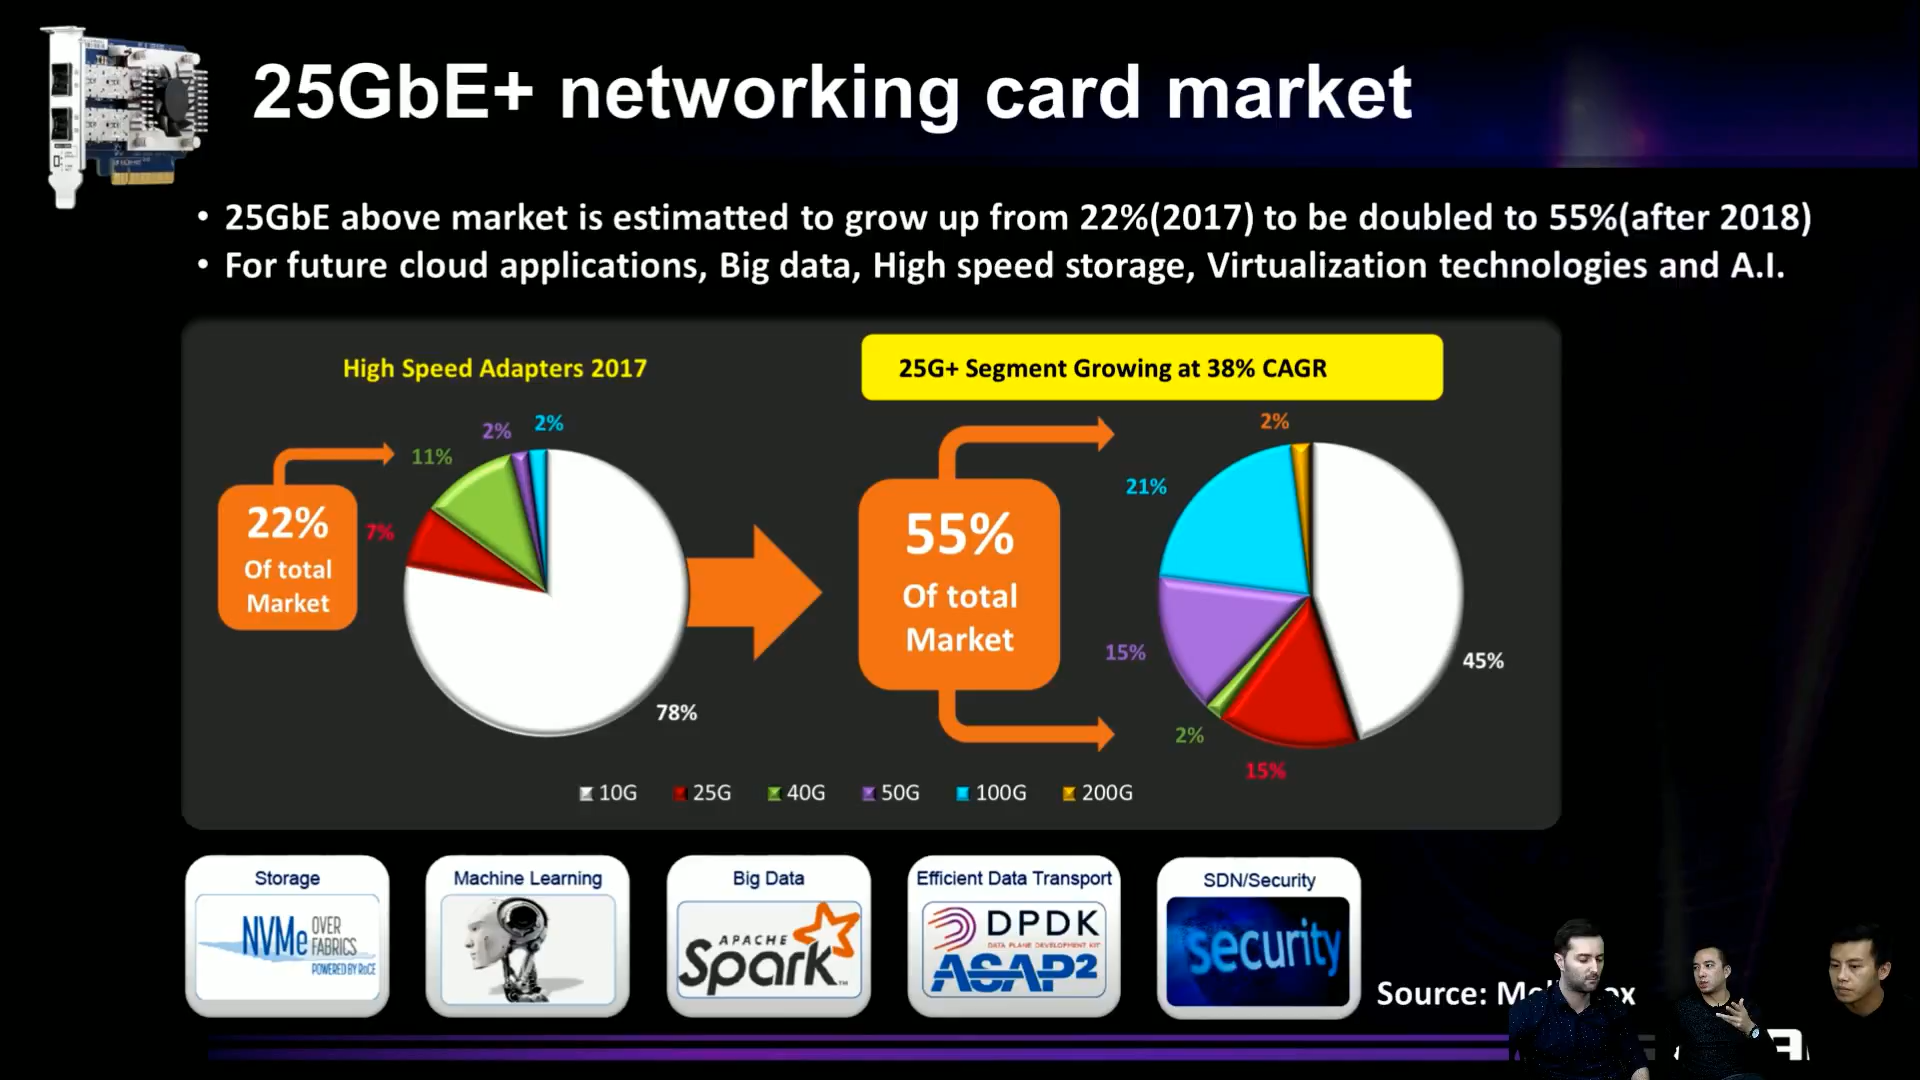 25GbE+ networking card market
• 25GbE above market is estimatted to grow up from 22%(2017) to be doubled to 55%(after 2018)
• For future cloud applications, Big data, High speed storage, Virtualization technologies and A.I.
High Speed Adapters 2017
25G+ Segment Growing at 38% CAGR
22%
Of total
Market
7%
11%
2%
2%
78%
55%
Of total
Market
2%
21%
15%
2%
15%
45%
10G 25G 40G 50G 100G 200G
Storage
NVMe OVER
FABRICS
POWERED BY RoCE
Machine Learning
Big Data
APACHE
Spark™
Efficient Data Transport
DPDK
DATA PLANE DEVELOPMENT KIT
ASAP2
SDN/Security
security
Source: